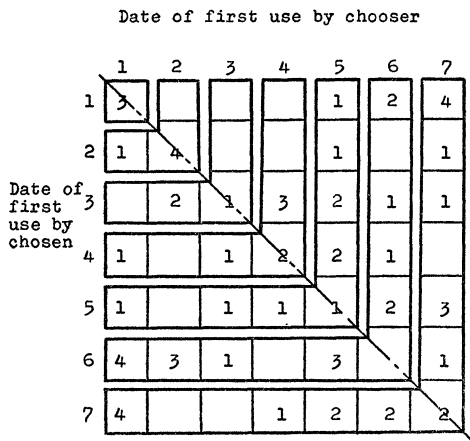 Date of first use by chooser
1 2 3 4 5 6 7
1 3 1 2 4
2 1 4 1 1
Date of
first
use by
chosen
3 2 1 3 2 1 1
4 1 1 2 2 1
5 1 1 1 1 2 3
6 4 3 1 3 1
7 4 1 2 2 2